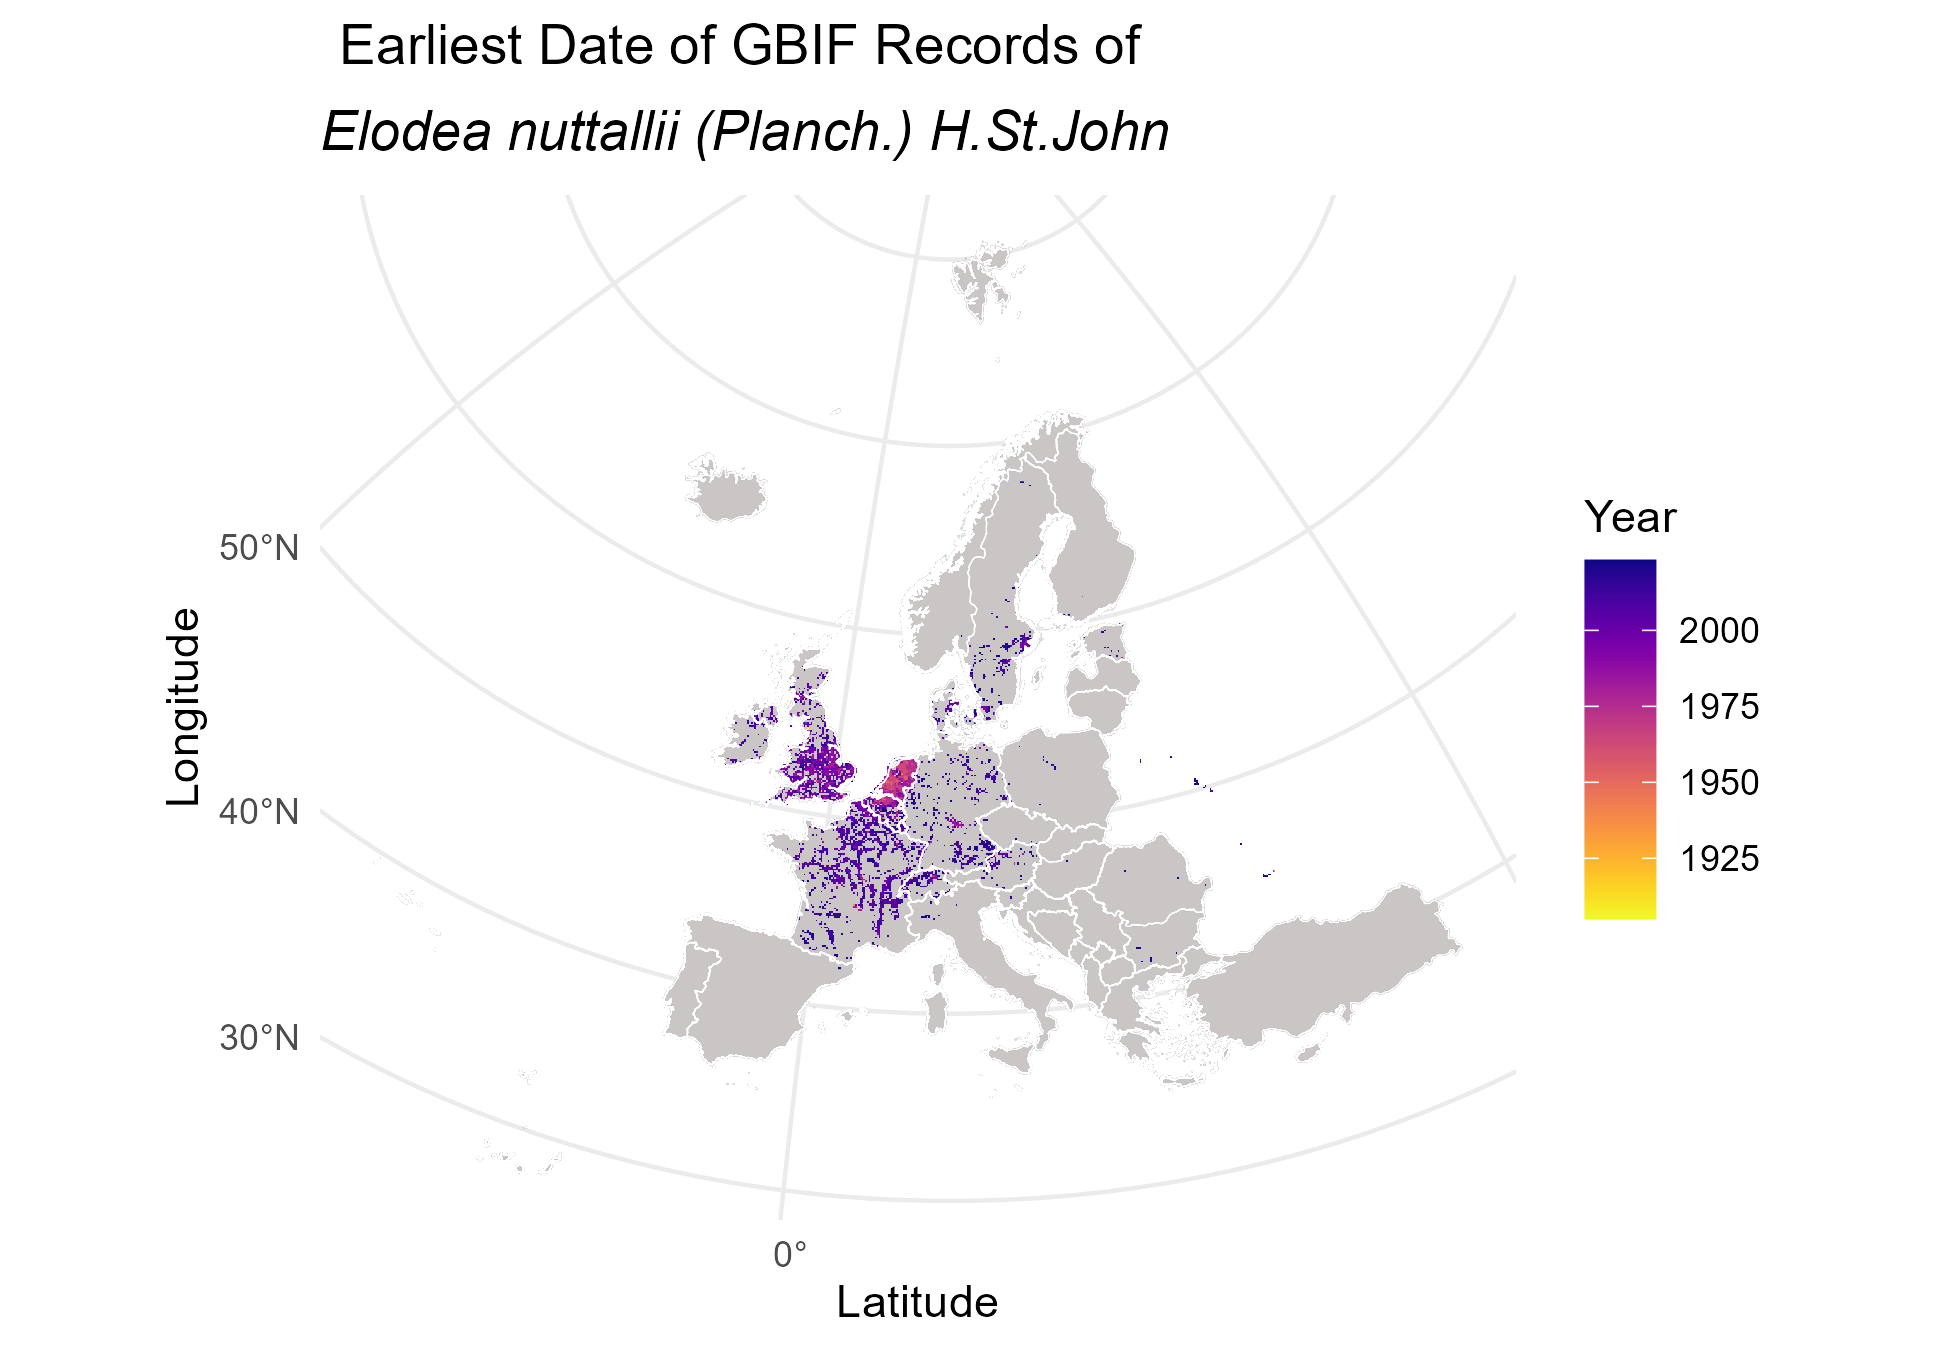 Earliest Date of GBIF Records of
Elodea nuttallii (Planch.) H.St.John
50°N
40°N
30°N
Longitude
0°
Latitude
Year
2000
1975
1950
1925